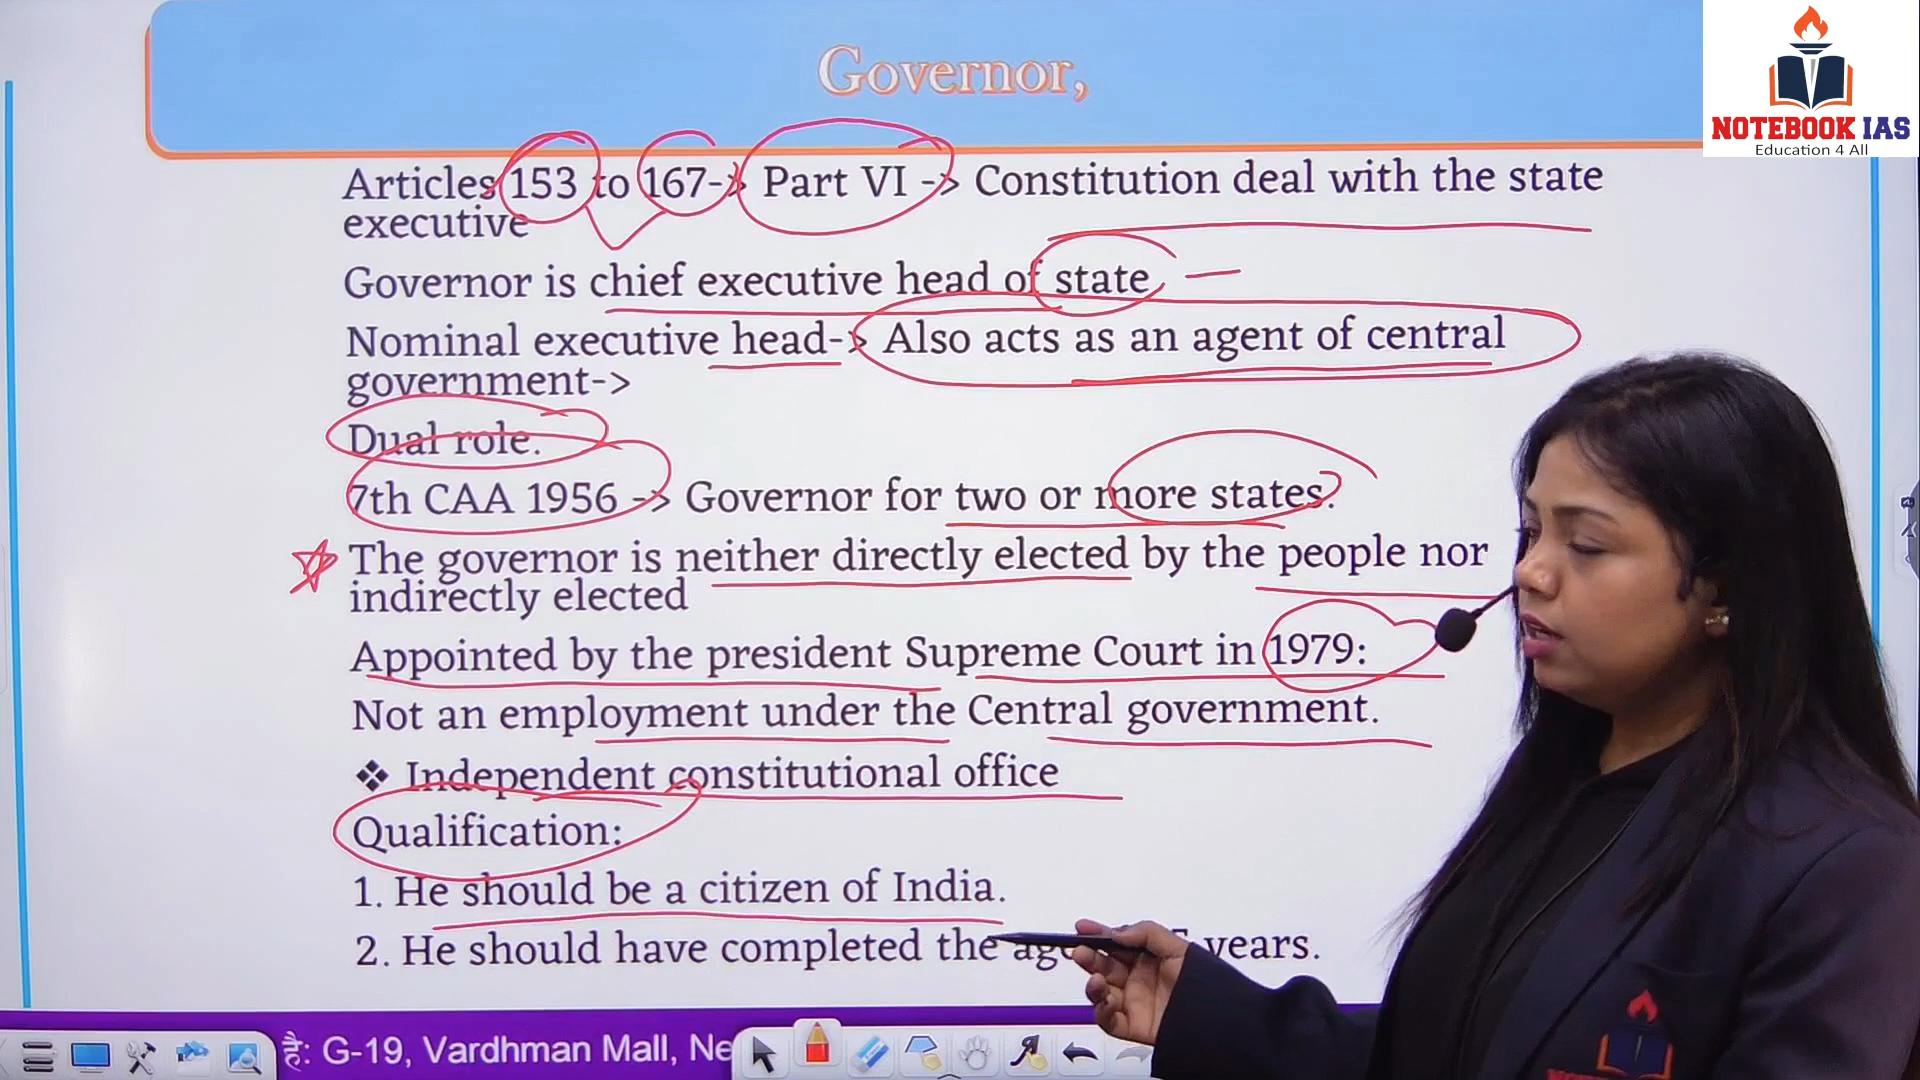 Governor,
NOTEBOOK IAS
Education 4 All
Articles 153 to 167-> Part VI -> Constitution deal with the state
executive
Governor is chief executive head of state
Nominal executive head-> Also acts as an agent of central
government->
Dual role.
7th CAA 1956 -> Governor for two or more states.
The governor is neither directly elected by the people nor
indirectly elected
Appointed by the president Supreme Court in 1979:
Not an employment under the Central government.
❖ Independent constitutional office
Qualification:
1. He should be a citizen of India.
2. He should have completed the years.
है: G-19, Vardhman Mall, Ne